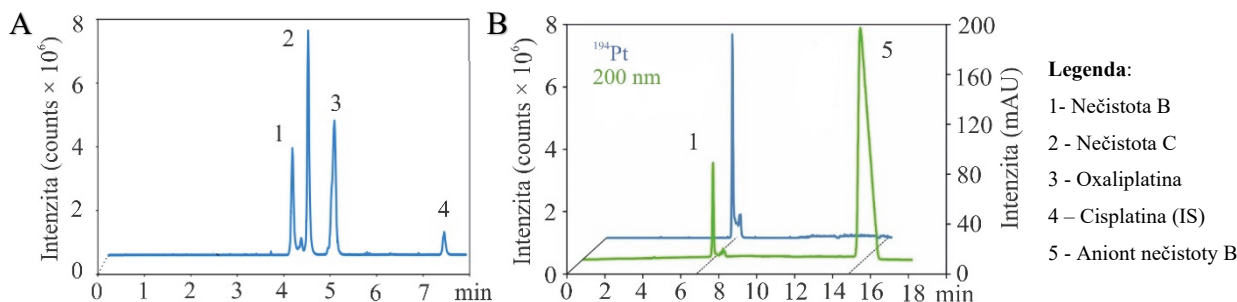 A
Intenzita (counts × 10⁶)
8
6
4
2
0
0 1 2 3 4 5 6 7 min
1
2
3
4
B
Intenzita (counts × 10⁶)
8
6
4
2
0
0 2 4 6 8 10 12 14 16 18 min
¹⁹⁴Pt
200 nm
1
5
200
160
120
80
40
0
Intenzita (mAU)
Legenda:
1- Nečistota B
2 - Nečistota C
3 - Oxaliplatina
4 – Cisplatina (IS)
5 - Aniont nečistoty B